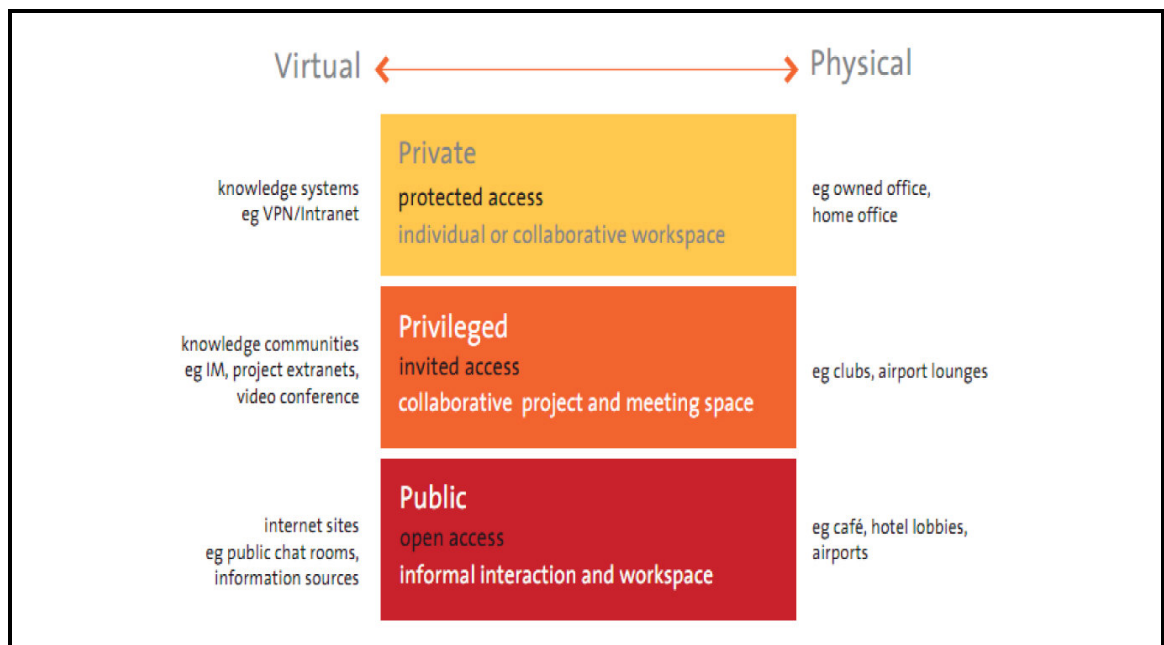 Virtual
Physical
knowledge systems
eg VPN/Intranet
Private
protected access
individual or collaborative workspace
eg owned office,
home office
knowledge communities
eg IM, project extranets,
video conference
Privileged
invited access
collaborative project and meeting space
eg clubs, airport lounges
internet sites
eg public chat rooms,
information sources
Public
open access
informal interaction and workspace
eg café, hotel lobbies,
airports